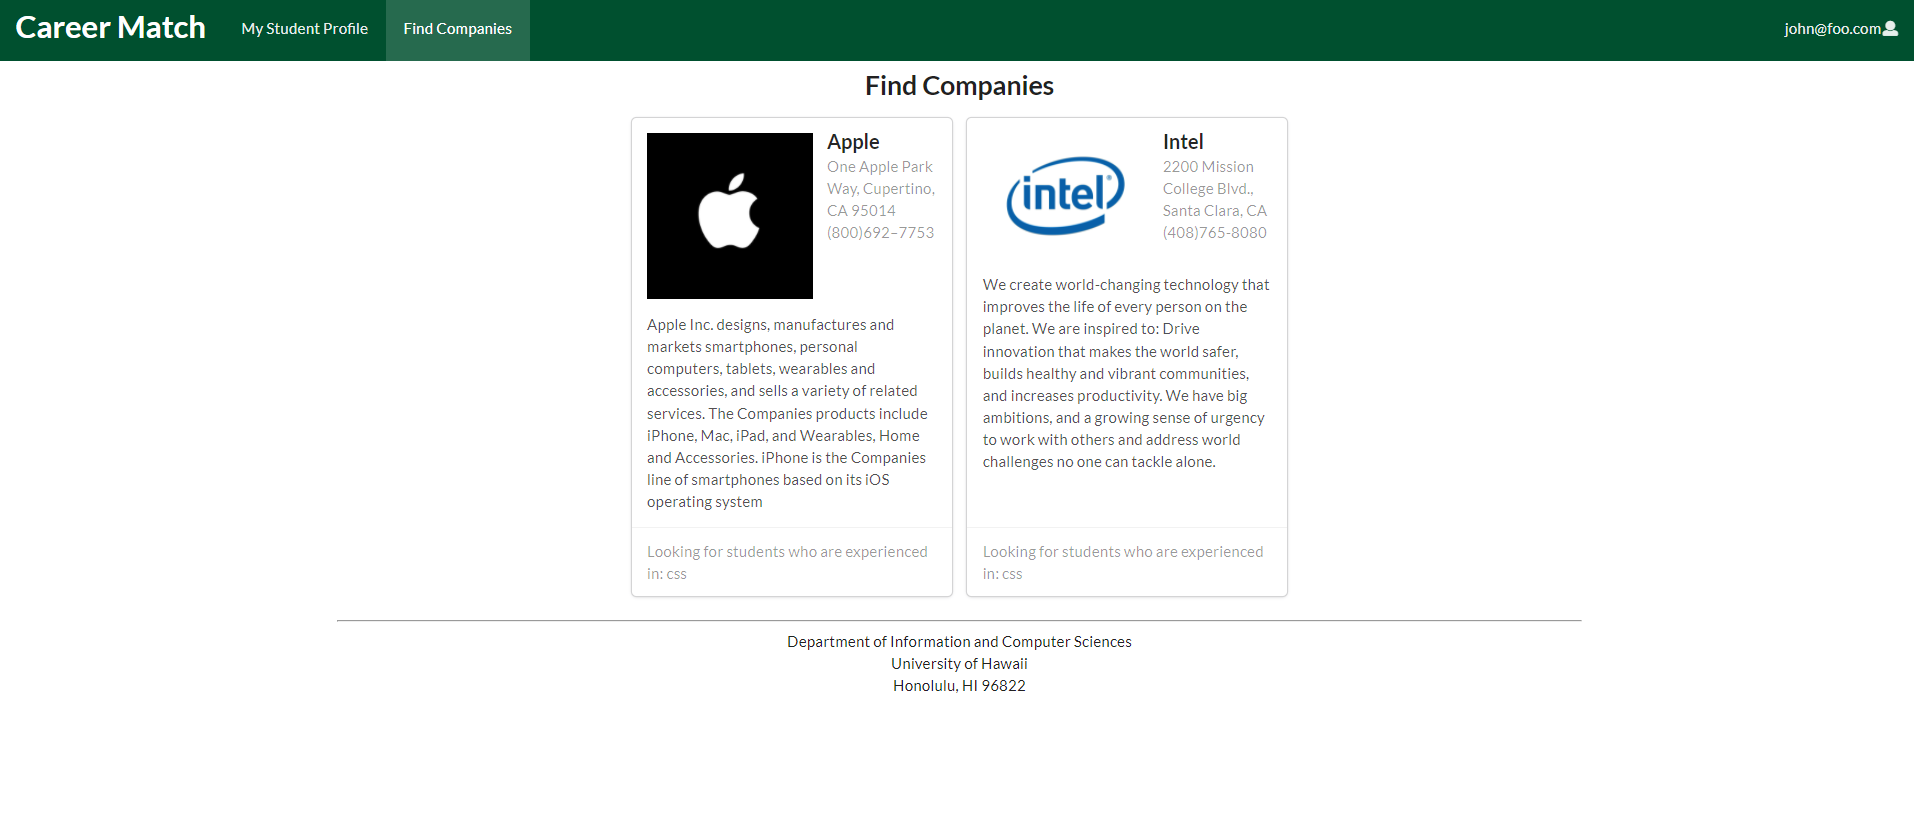 Career Match
My Student Profile
Find Companies
john@foo.com
Find Companies
Apple
One Apple Park
Way, Cupertino,
CA 95014
(800)692–7753
Apple Inc. designs, manufactures and
markets smartphones, personal
computers, tablets, wearables and
accessories, and sells a variety of related
services. The Companies products include
iPhone, Mac, iPad, and Wearables, Home
and Accessories. iPhone is the Companies
line of smartphones based on its iOS
operating system
Looking for students who are experienced
in: css
intel®
Intel
2200 Mission
College Blvd.,
Santa Clara, CA
(408)765-8080
We create world-changing technology that
improves the life of every person on the
planet. We are inspired to: Drive
innovation that makes the world safer,
builds healthy and vibrant communities,
and increases productivity. We have big
ambitions, and a growing sense of urgency
to work with others and address world
challenges no one can tackle alone.
Looking for students who are experienced
in: css
Department of Information and Computer Sciences
University of Hawaii
Honolulu, HI 96822